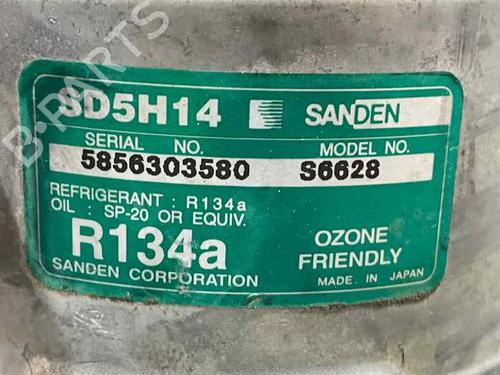 B-PARTS
SD5H14 SANDEN
SERIAL NO. MODEL NO.
5856303580 S6628
REFRIGERANT : R134a
OIL : SP-20 OR EQUIV.
R134a
SANDEN CORPORATION
OZONE
FRIENDLY
MADE IN JAPAN